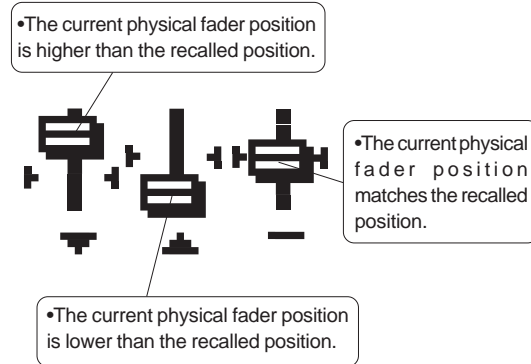 •The current physical fader position
is higher than the recalled position.
•The current physical
fader position
matches the recalled
position.
•The current physical fader position
is lower than the recalled position.